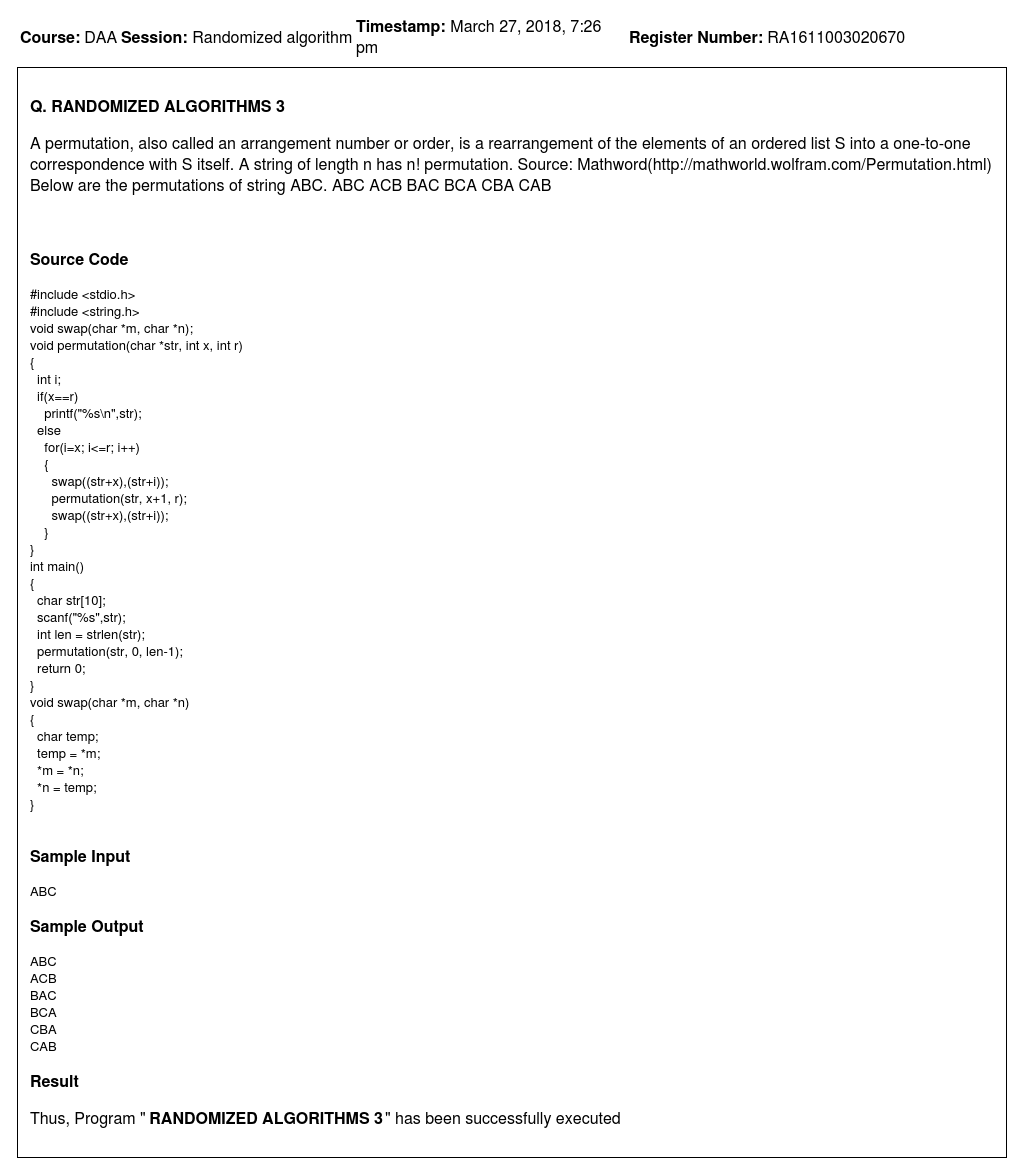 Course: DAA Session: Randomized algorithm Timestamp: March 27, 2018, 7:26 pm Register Number: RA1611003020670
Q. RANDOMIZED ALGORITHMS 3
A permutation, also called an arrangement number or order, is a rearrangement of the elements of an ordered list S into a one-to-one
correspondence with S itself. A string of length n has n! permutation. Source: Mathword(http://mathworld.wolfram.com/Permutation.html)
Below are the permutations of string ABC. ABC ACB BAC BCA CBA CAB
Source Code
#include <stdio.h>
#include <string.h>
void swap(char *m, char *n);
void permutation(char *str, int x, int r)
{
  int i;
  if(x==r)
    printf("%s\n",str);
  else
    for(i=x; i<=r; i++)
    {
      swap((str+x),(str+i));
      permutation(str, x+1, r);
      swap((str+x),(str+i));
    }
}
int main()
{
  char str[10];
  scanf("%s",str);
  int len = strlen(str);
  permutation(str, 0, len-1);
  return 0;
}
void swap(char *m, char *n)
{
  char temp;
  temp = *m;
  *m = *n;
  *n = temp;
}
Sample Input
ABC
Sample Output
ABC
ACB
BAC
BCA
CBA
CAB
Result
Thus, Program " RANDOMIZED ALGORITHMS 3" has been successfully executed